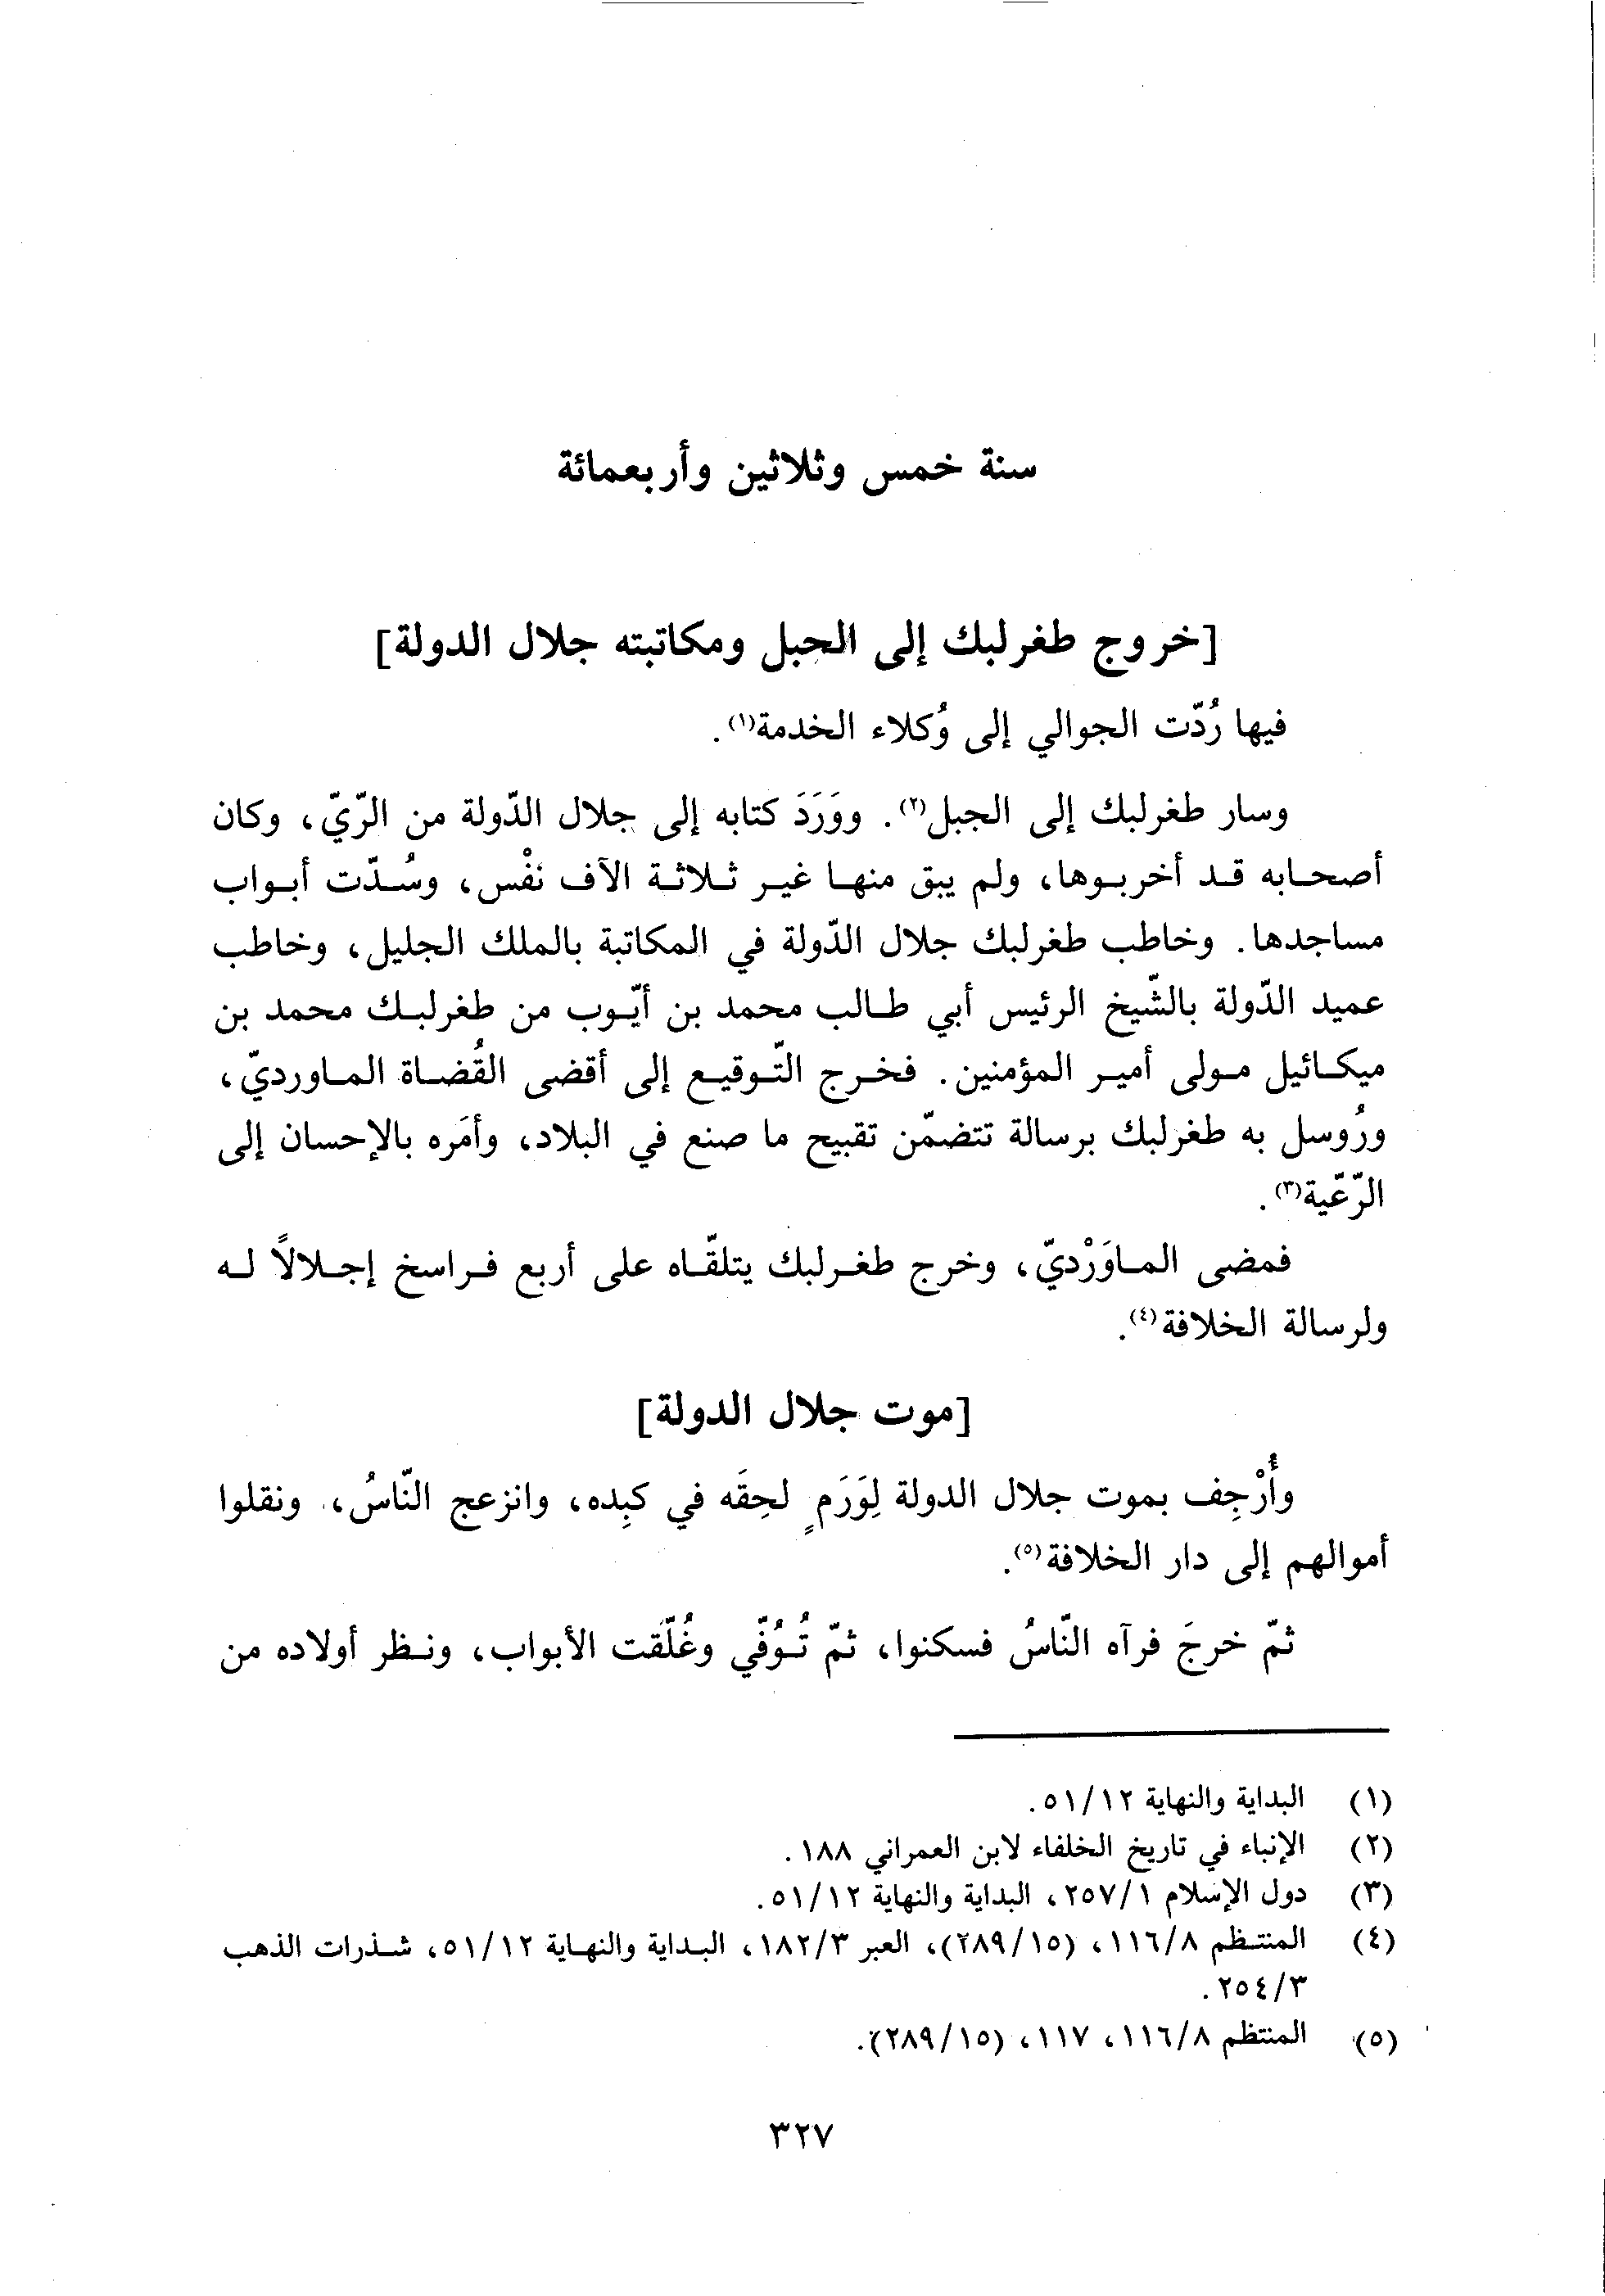 سنة خمس وثلاثين وأربعمائة
[خروج طغرلبك إلى الجبل ومكاتبته جلال الدولة]
فيها رُدّت الجوالي إلى وُكلاء الخدمة(١).
وسار طغرلبك إلى الجبل(٢). ووَرَدَ كتابه إلى جلال الدّولة من الرّيّ، وكان
أصحابه قد أخربوها، ولم يبق منها غير ثلاثة الآف نفْس، وسُدّت أبواب
مساجدها. وخاطب طغرلبك جلال الدّولة في المكاتبة بالملك الجليل، وخاطب
عميد الدّولة بالشّيخ الرئيس أبي طالب محمد بن أيّوب من طغرلبك محمد بن
ميكائيل مولى أمير المؤمنين. فخرج التّوقيع إلى أقضى القُضاة الماورديّ،
ورُوسل به طغرلبك برسالة تتضمّن تقبيح ما صنع في البلاد، وأمَره بالإحسان إلى
الرّعّية(٣).
فمضى الماوَرْديّ، وخرج طغرلبك يتلقّاه على أربع فراسخ إجلالاً له
ولرسالة الخلافة(٤).
[موت جلال الدولة]
وأُرْجِف بموت جلال الدولة لِوَرَمٍ لحِقَه في كبِده، وانزعج النّاسُ، ونقلوا
أموالهم إلى دار الخلافة(٥).
ثمّ خرجَ فرآه النّاسُ فسكنوا، ثمّ تُوُفّي وغُلّقت الأبواب، ونظر أولاده من
(١) البداية والنهاية ٥١/١٢.
(٢) الإنباء في تاريخ الخلفاء لابن العمراني ١٨٨.
(٣) دول الإسلام ٢٥٧/١، البداية والنهاية ٥١/١٢.
(٤) المنتظم ١١٦/٨، (٢٨٩/١٥)، العبر ١٨٢/٣، البداية والنهاية ٥١/١٢، شذرات الذهب
٢٥٤/٣.
(٥) المنتظم ١١٦/٨، ١١٧، (٢٨٩/١٥).
٣٢٧